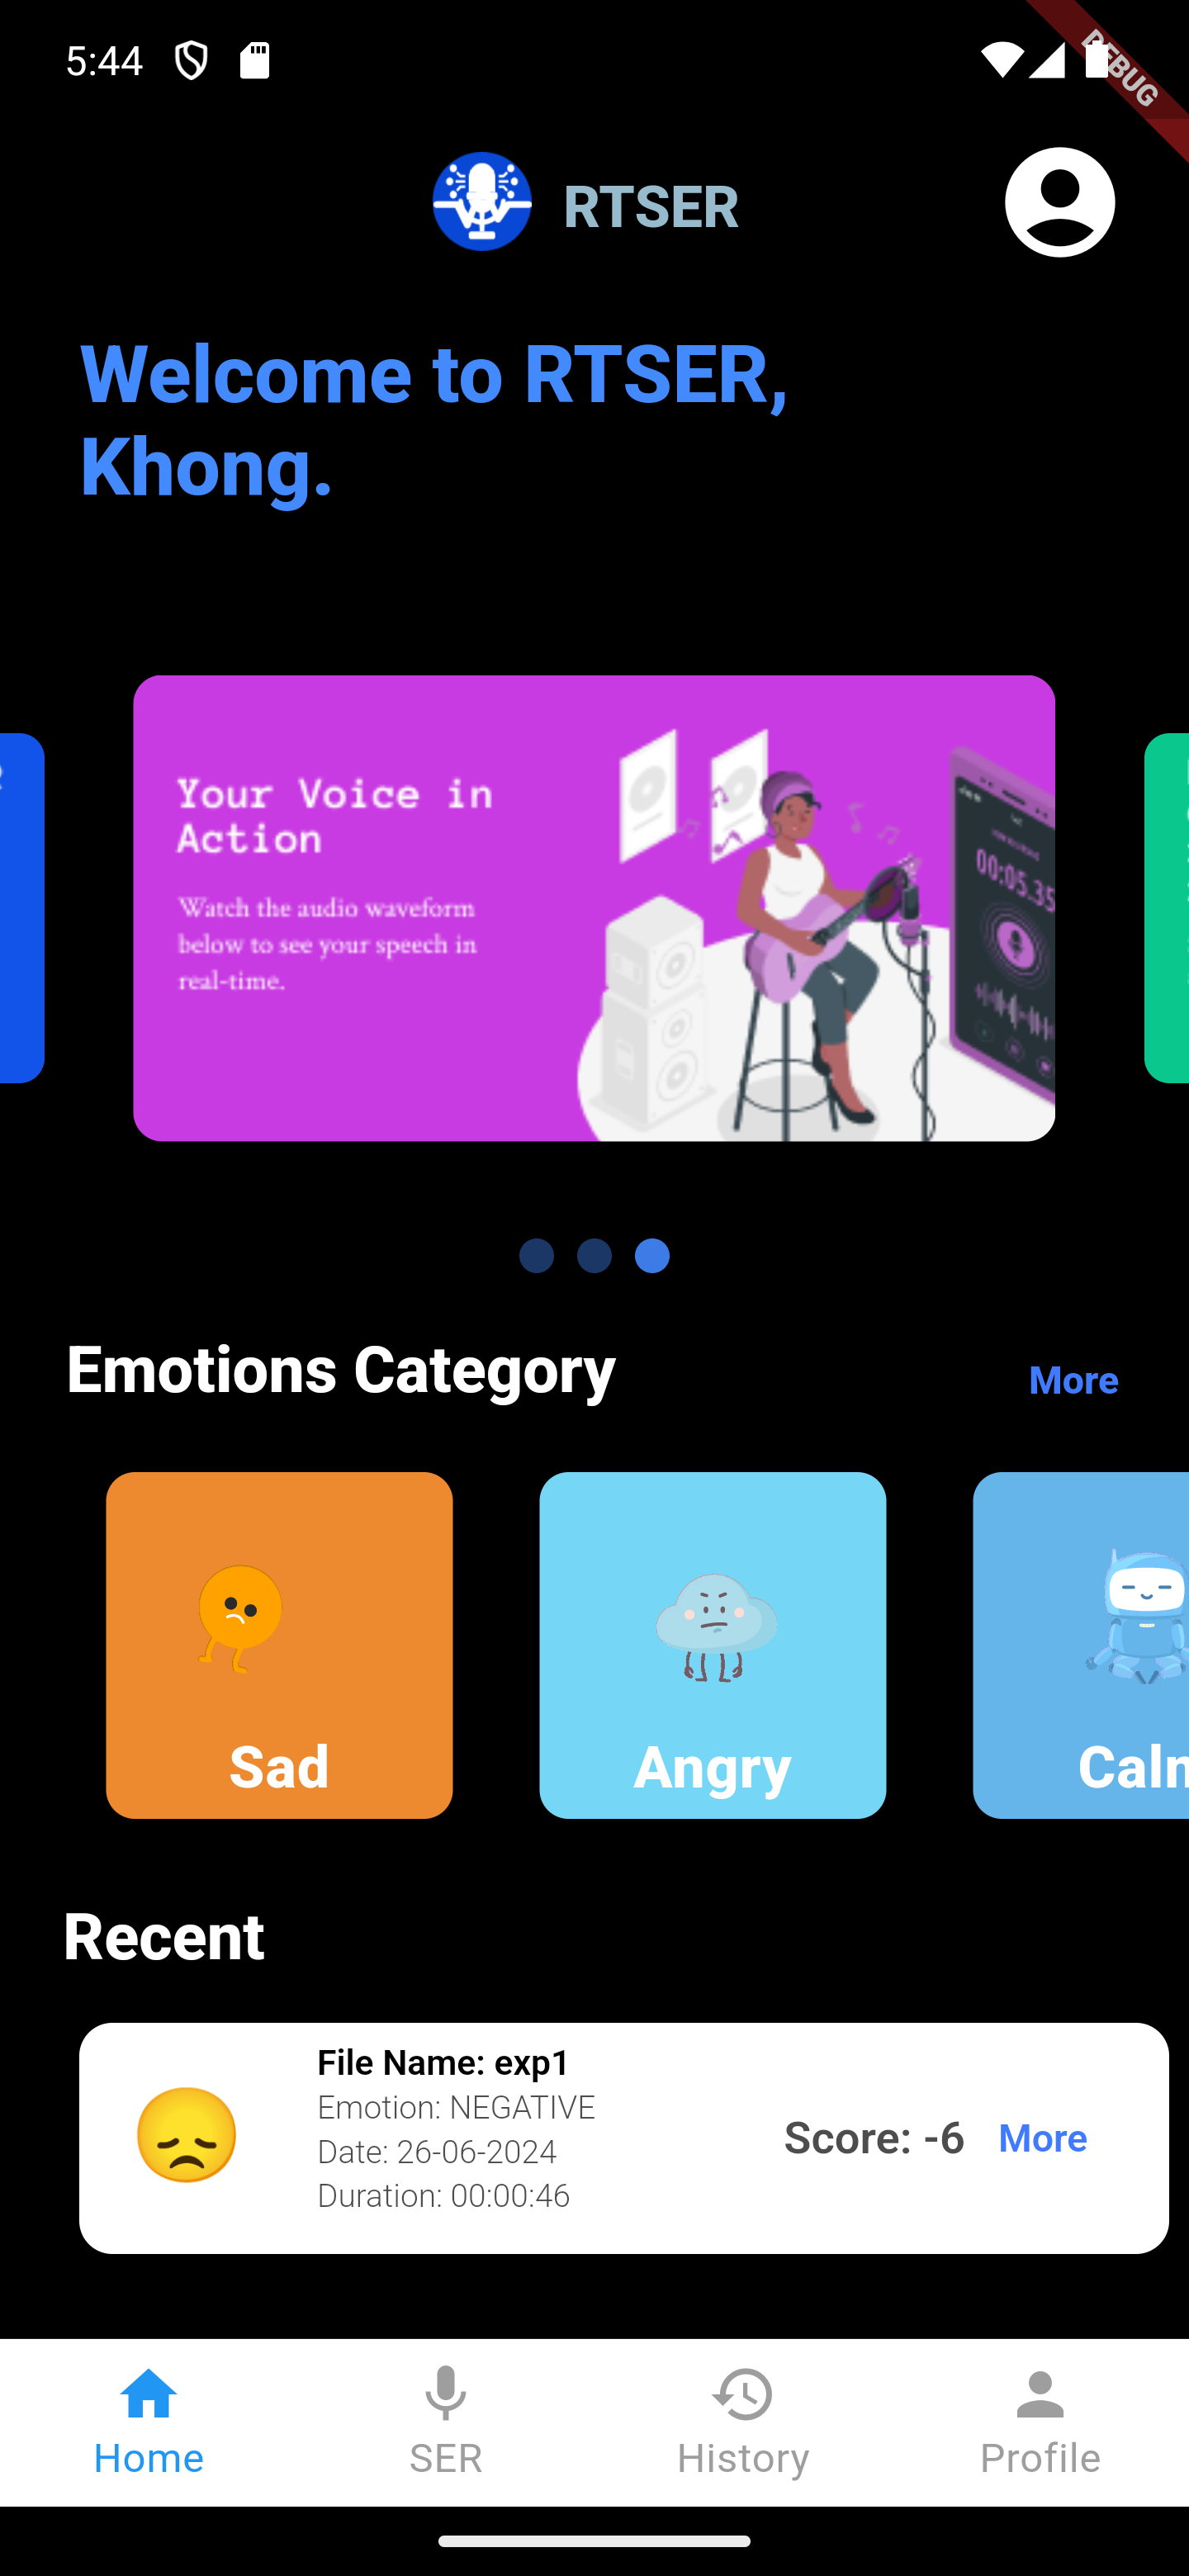 5:44
DEBUG
RTSER
Welcome to RTSER,
Khong.
Your Voice in
Action
Watch the audio waveform
below to see your speech in
real-time.
00:05.35
Emotions Category
More
Sad
Angry
Caln
Recent
File Name: exp1
Emotion: NEGATIVE
Date: 26-06-2024
Duration: 00:00:46
Score: -6
More
Home
SER
History
Profile